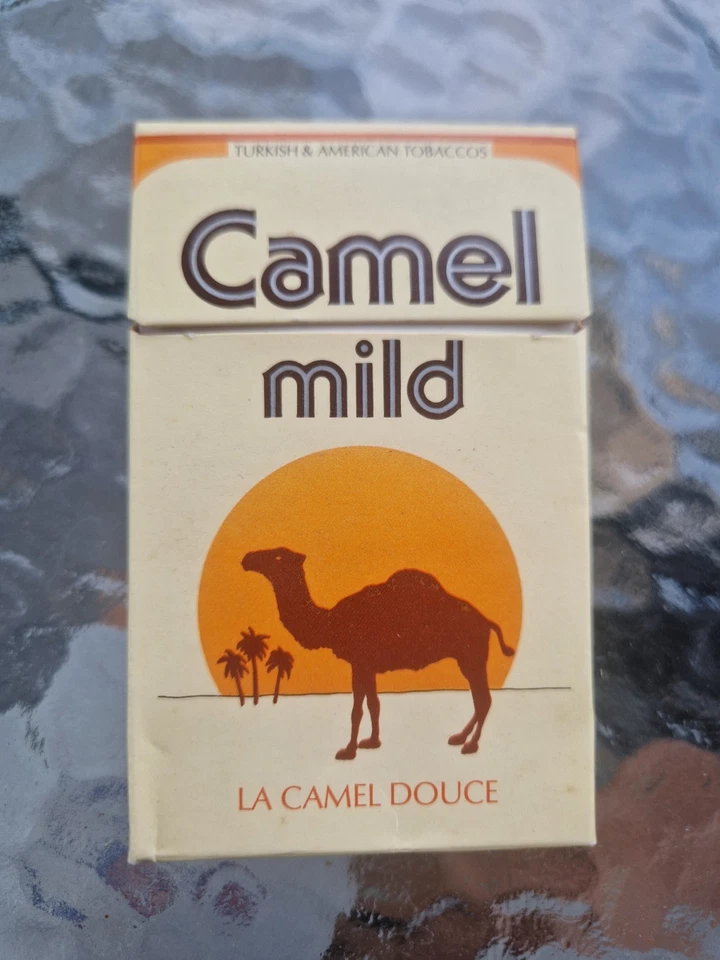 TURKISH & AMERICAN TOBACCOS
Camel
mild
LA CAMEL DOUCE